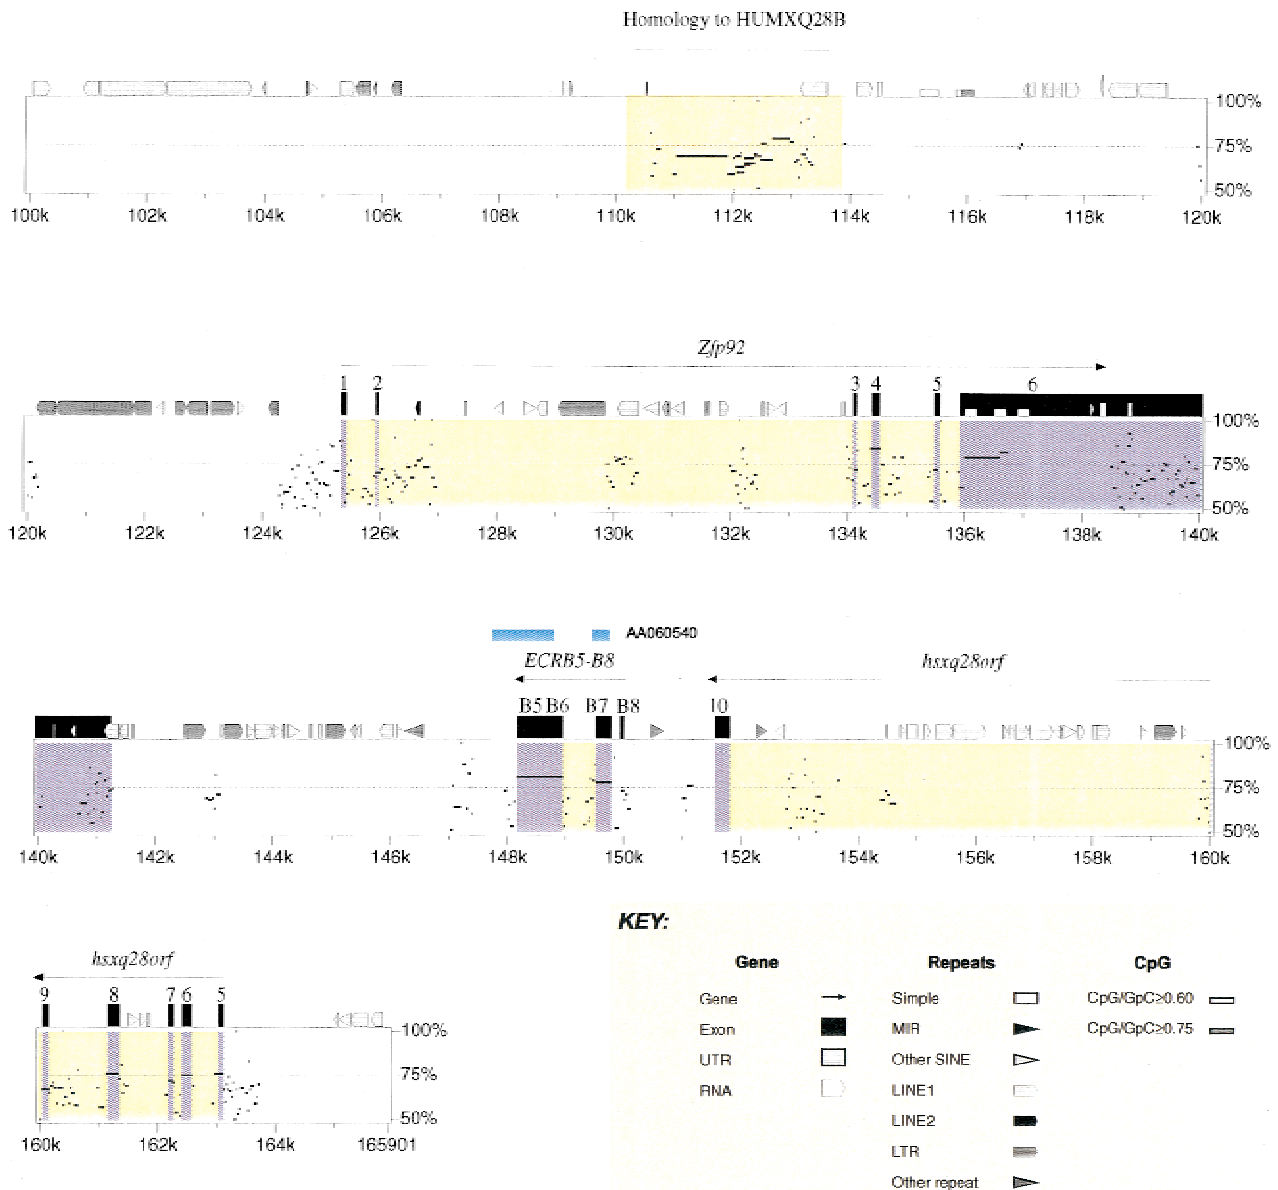 Homology to HUMXQ28B
100%
75%
50%
100k 102k 104k 106k 108k 110k 112k 114k 116k 118k 120k
Zfp92
1 2 3 4 5 6
100%
75%
50%
120k 122k 124k 126k 128k 130k 132k 134k 136k 138k 140k
AA060540
ECRB5-B8 hsxq28orf
B5 B6 B7 B8 10
100%
75%
50%
140k 142k 144k 146k 148k 150k 152k 154k 156k 158k 160k
hsxq28orf
9 8 7 6 5
100%
75%
50%
160k 162k 164k 165901
KEY:
Gene Repeats CpG
Gene Simple CpG/GpC≥0.60
Exon MIR CpG/GpC≥0.75
UTR Other SINE
RNA LINE1
LINE2
LTR
Other repeat